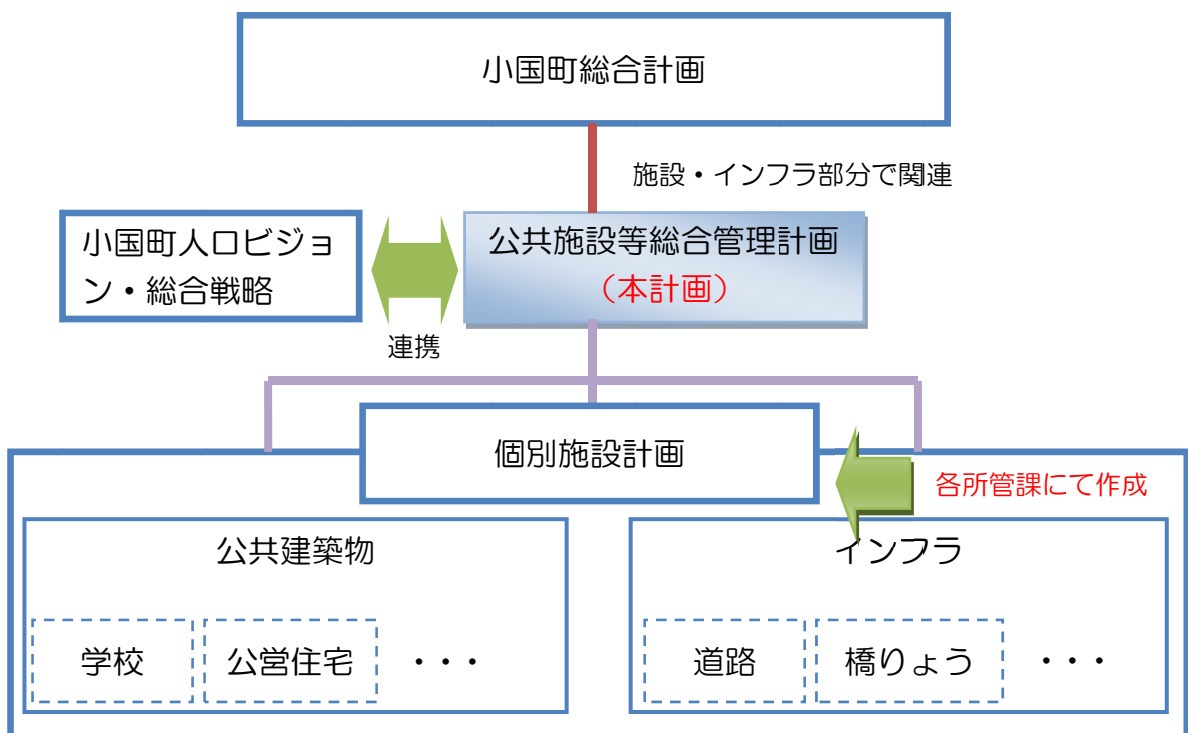 小国町総合計画
施設・インフラ部分で関連
小国町人口ビジョ
ン・総合戦略
公共施設等総合管理計画
（本計画）
連携
個別施設計画
各所管課にて作成
公共建築物
インフラ
学校
公営住宅
・・・
道路
橋りょう
・・・